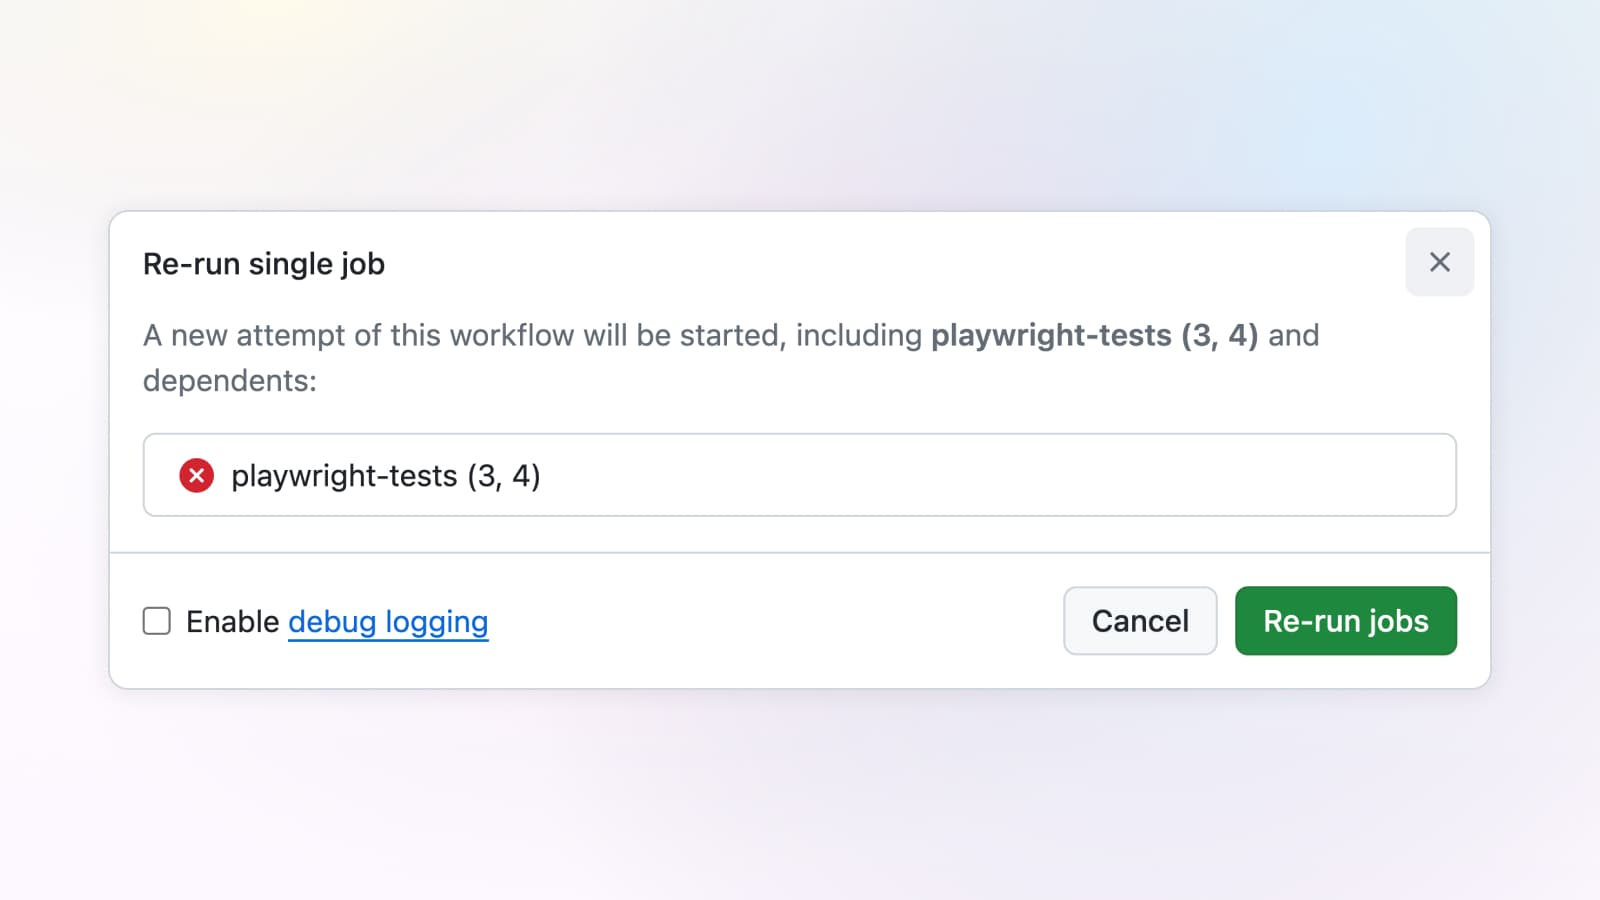 Re-run single job
A new attempt of this workflow will be started, including playwright-tests (3, 4) and
dependents:
playwright-tests (3, 4)
Enable debug logging
Cancel
Re-run jobs